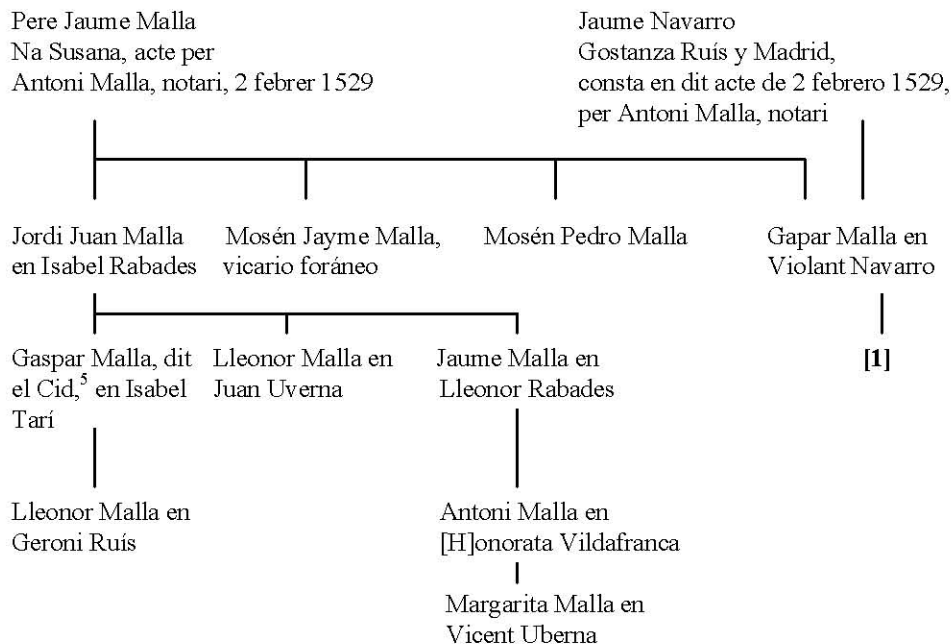 Pere Jaume Malla
Na Susana, acte per
Antoni Malla, notari, 2 febrer 1529
Jaume Navarro
Gostanza Ruís y Madrid,
consta en dit acte de 2 febrero 1529,
per Antoni Malla, notari
Jordi Juan Malla
en Isabel Rabades
Mosén Jayme Malla,
vicario foráneo
Mosén Pedro Malla
Gapar Malla en
Violant Navarro
Gaspar Malla, dit
el Cid,5 en Isabel
Tarí
Lleonor Malla en
Juan Uverna
Jaume Malla en
Lleonor Rabades
[1]
Lleonor Malla en
Geroni Ruís
Antoni Malla en
[H]onorata Vildafranca
Margarita Malla en
Vicent Uberna